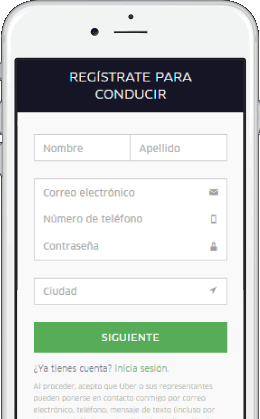 REGÍSTRATE PARA
CONDUCIR
Nombre Apellido
Correo electrónico
Número de teléfono
Contraseña
Ciudad
SIGUIENTE
¿Ya tienes cuenta? Inicia sesión.
Al proceder, acepto que Uber o sus representantes
pueden ponerse en contacto conmigo por correo
electrónico, teléfono, mensaje de texto (incluso por